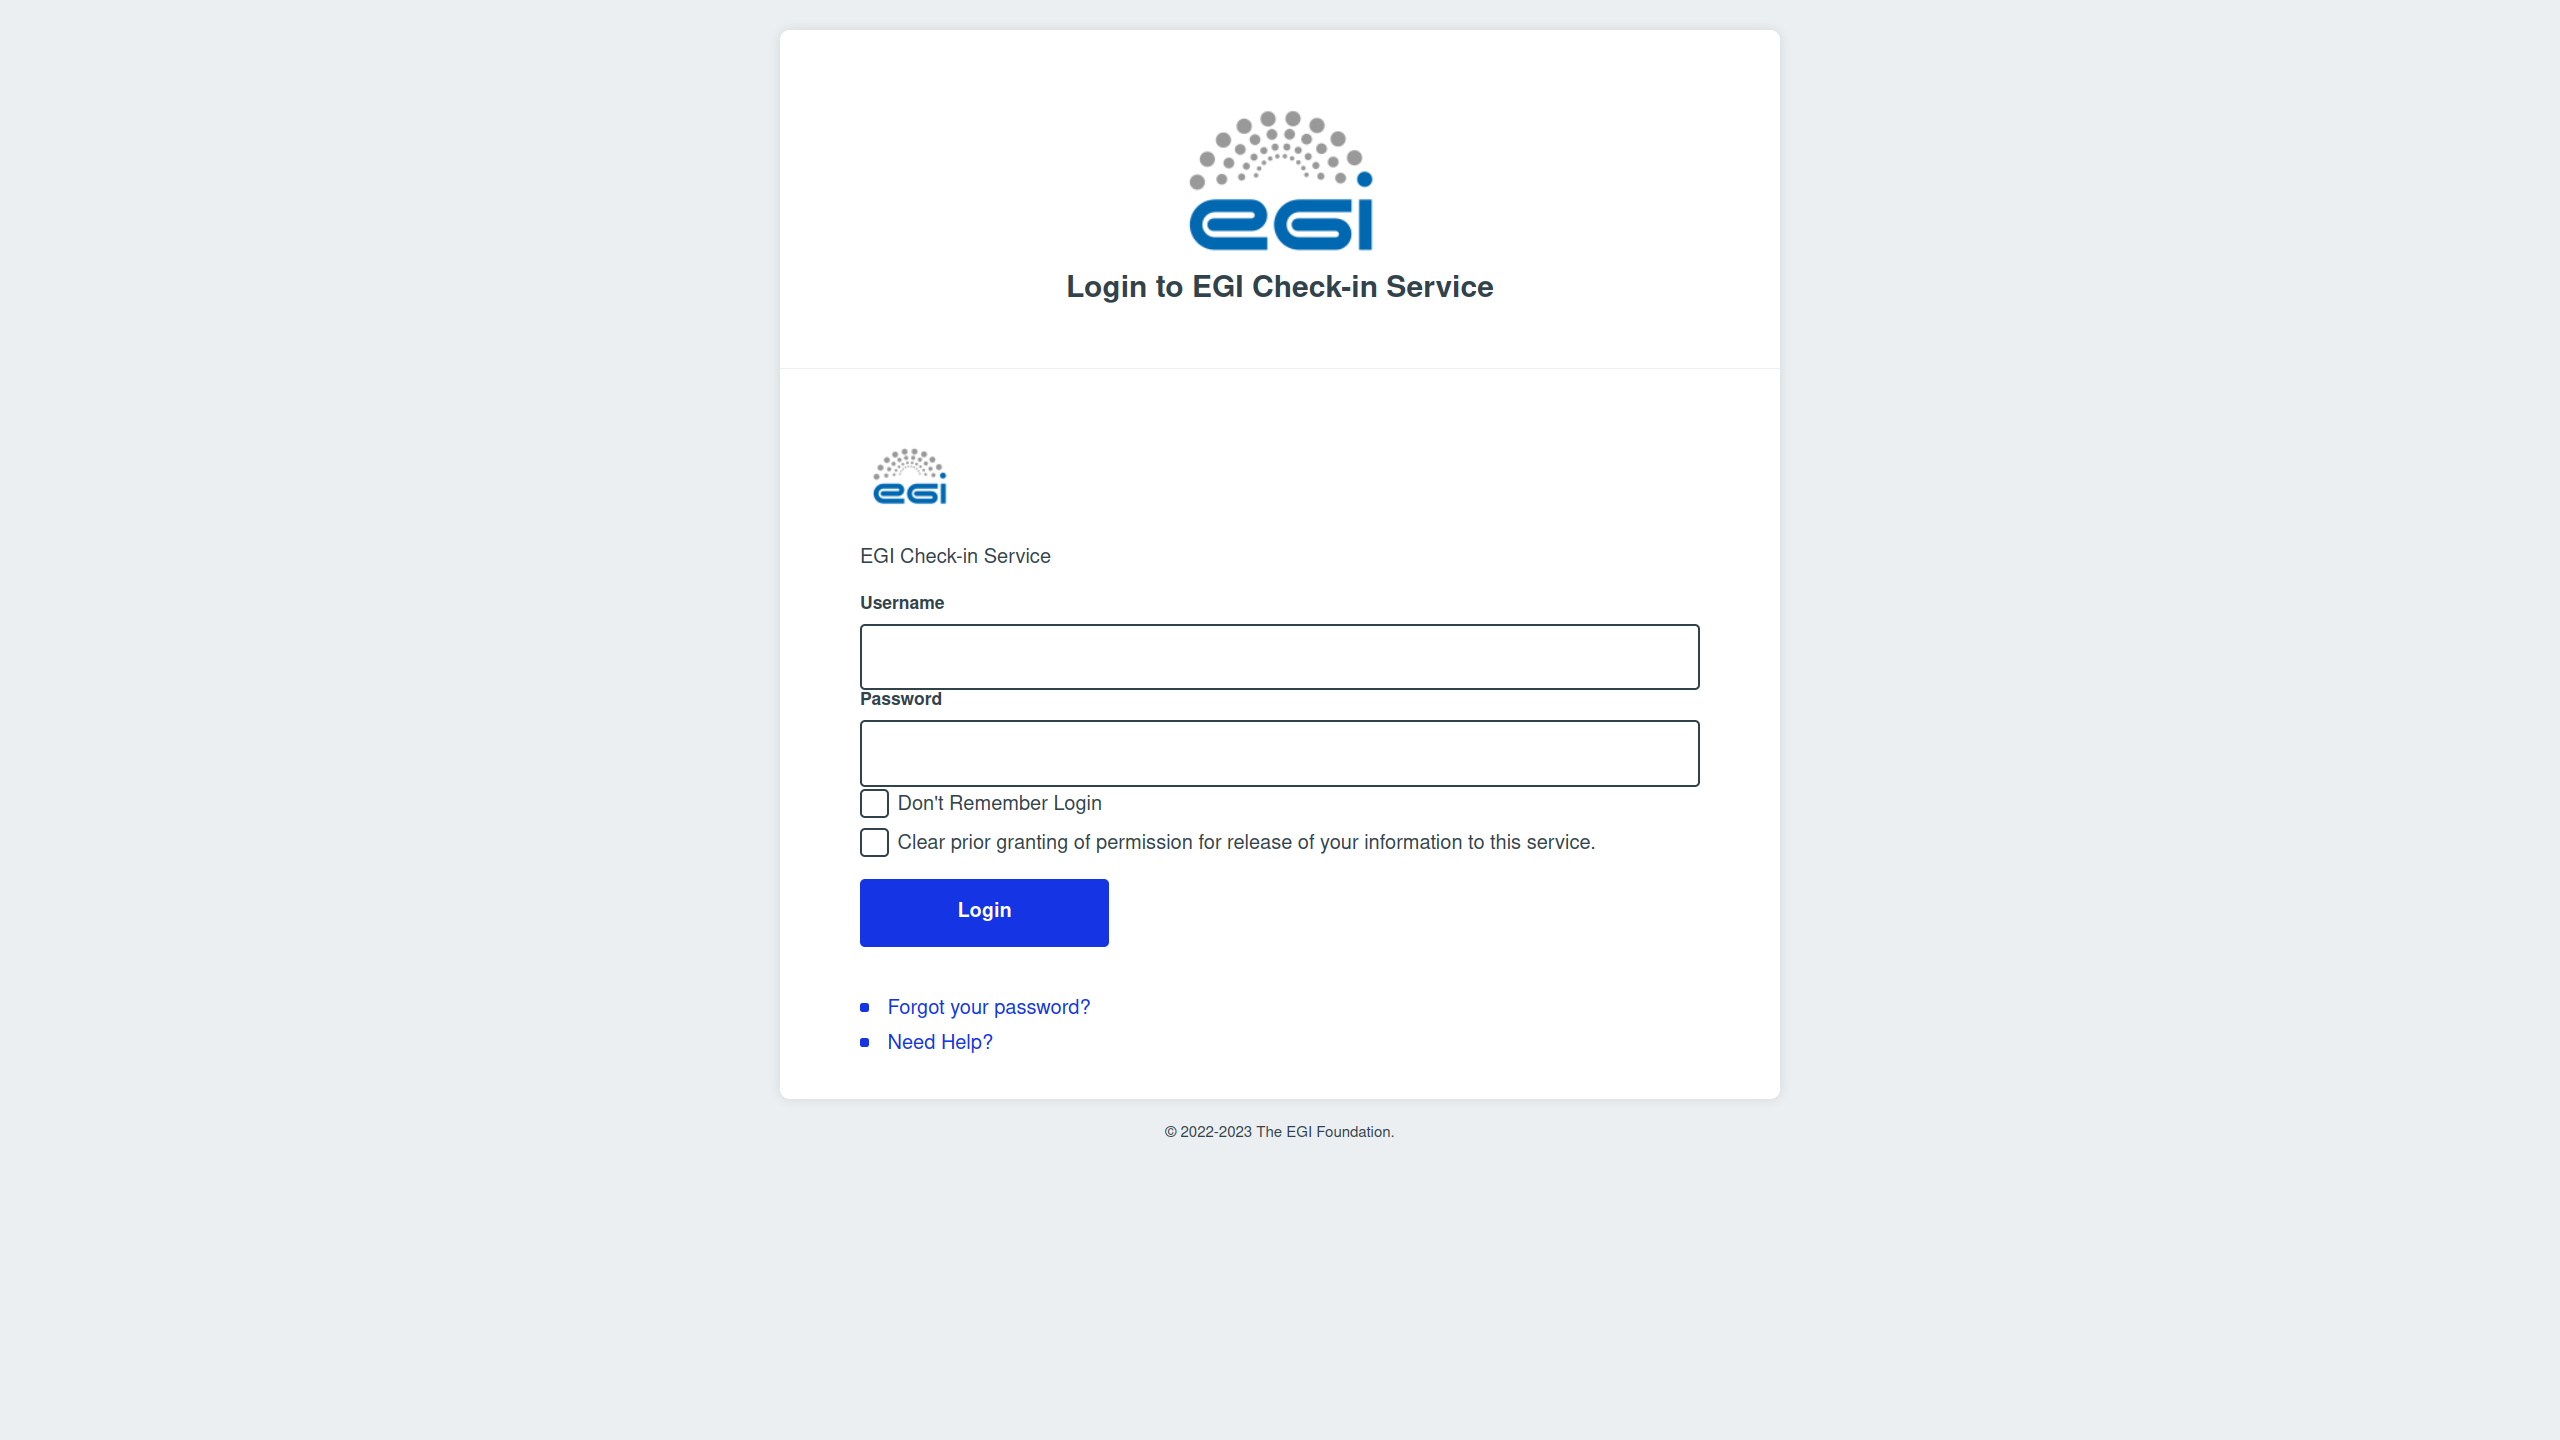 egi
Login to EGI Check-in Service
egi
EGI Check-in Service
Username
Password
Don't Remember Login
Clear prior granting of permission for release of your information to this service.
Login
Forgot your password?
Need Help?
© 2022-2023 The EGI Foundation.